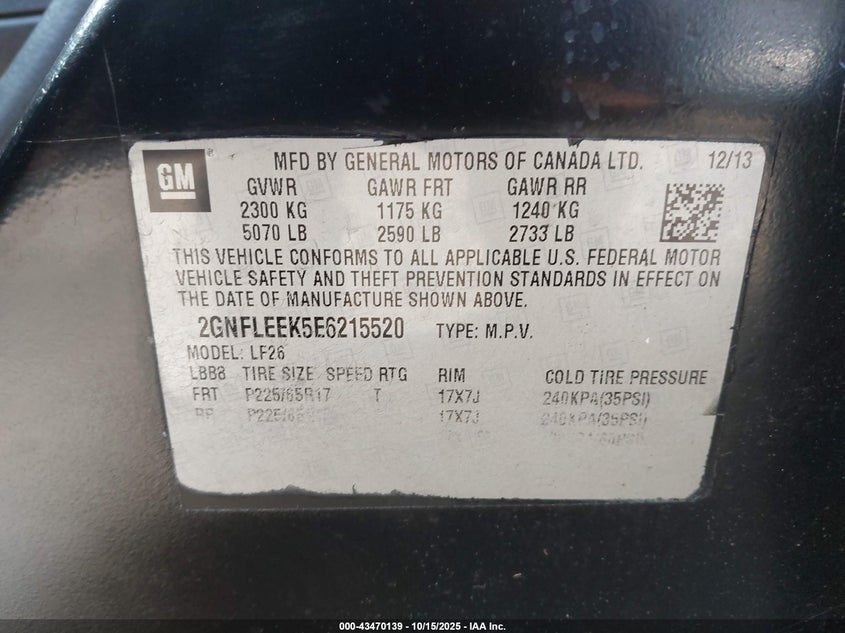 GM ® MFD BY GENERAL MOTORS OF CANADA LTD. 12/13
GVWR GAWR FRT GAWR RR
2300 KG 1175 KG 1240 KG
5070 LB 2590 LB 2733 LB
THIS VEHICLE CONFORMS TO ALL APPLICABLE U.S. FEDERAL MOTOR
VEHICLE SAFETY AND THEFT PREVENTION STANDARDS IN EFFECT ON
THE DATE OF MANUFACTURE SHOWN ABOVE.
2GNFLEEK5E6215520 TYPE: M.P.V.
MODEL: LF26
LBB8 TIRE SIZE SPEED RTG RIM COLD TIRE PRESSURE
FRT P225/65R17 T 17X7J 240KPA(35PSI)
RR 17X7J 240KPA(35PSI)
000-43470139 - 10/15/2025 - IAA Inc.